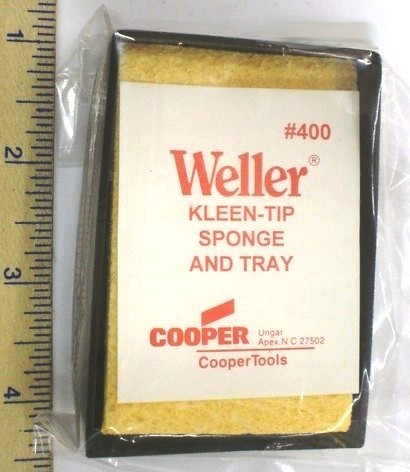 1
2
3
4
#400
Weller®
KLEEN-TIP
SPONGE
AND TRAY
COOPER
Ungar
Apex, N C 27502
CooperTools